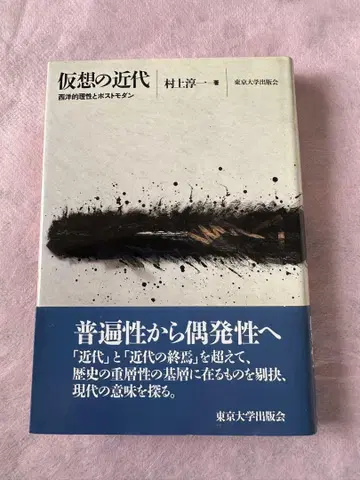 仮想の近代
西洋的理性とポストモダン
村上淳一 著
東京大学出版会
普遍性から偶発性へ
「近代」と「近代の終焉」を超えて、
歴史の重層性の基層に在るものを剔抉、
現代の意味を探る。
東京大学出版会